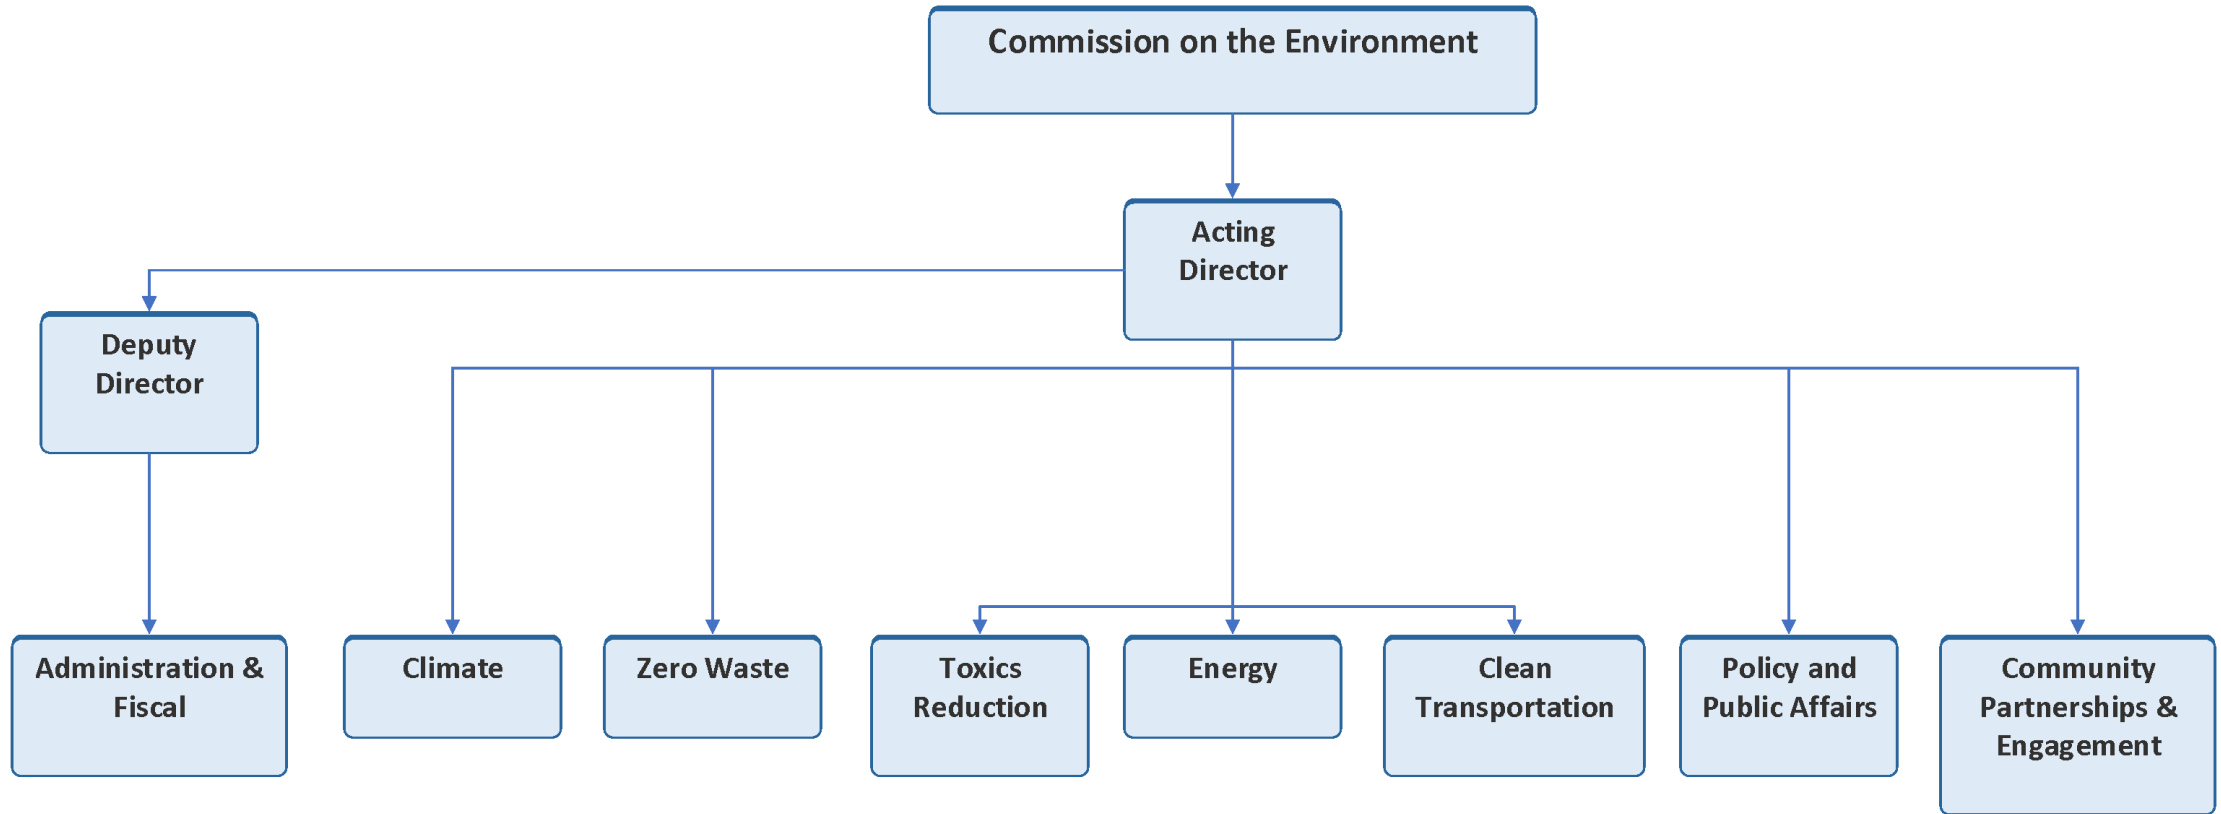 Commission on the Environment
Acting
Director
Deputy
Director
Administration &
Fiscal
Climate
Zero Waste
Toxics
Reduction
Energy
Clean
Transportation
Policy and
Public Affairs
Community
Partnerships &
Engagement